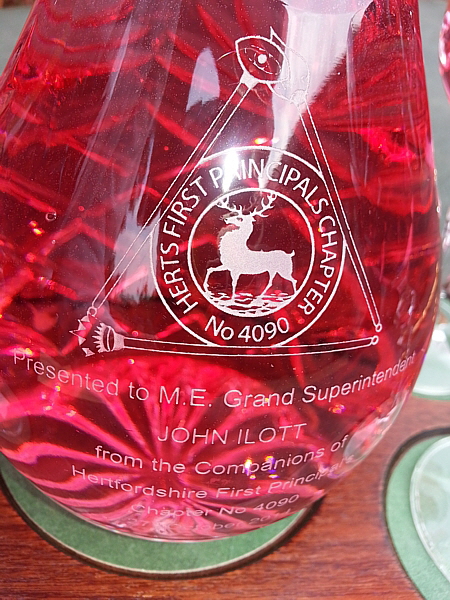 HERTS FIRST PRINCIPALS CHAPTER
No 4090
Presented to M.E. Grand Superintendent
JOHN ILOTT
from the Companions of
Hertfordshire First Principals
Chapter No 4090